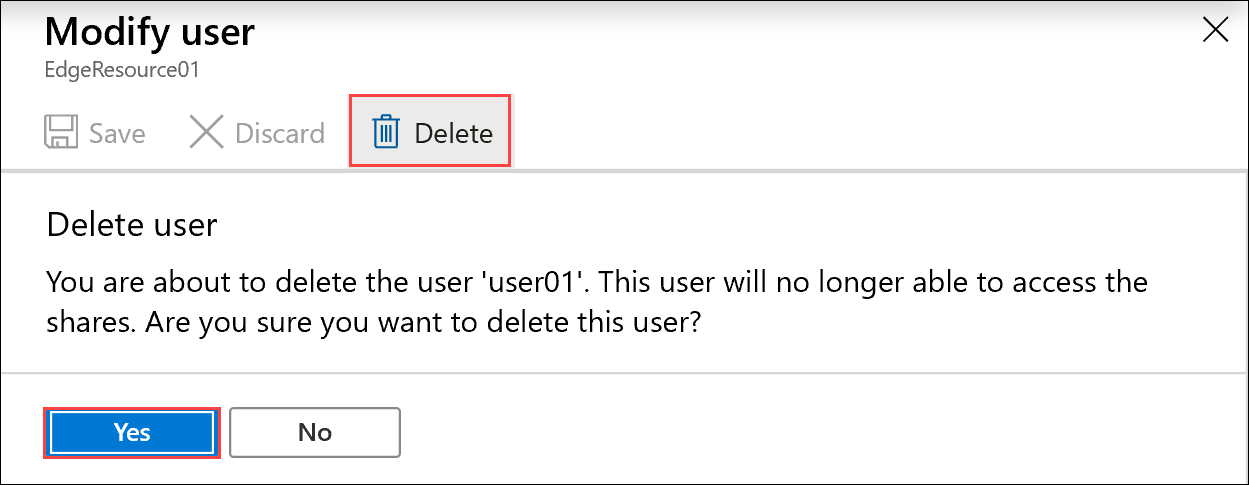 Modify user
EdgeResource01
Save Discard Delete
Delete user
You are about to delete the user 'user01'. This user will no longer able to access the
shares. Are you sure you want to delete this user?
Yes No